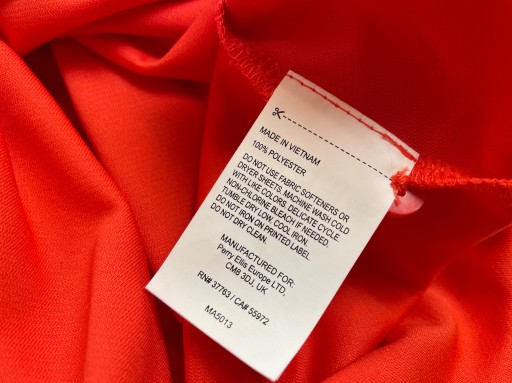 MADE IN VIETNAM
100% POLYESTER
DO NOT USE FABRIC SOFTENERS OR
DRYER SHEETS. MACHINE WASH COLD
WITH LIKE COLORS. DELICATE CYCLE.
NON-CHLORINE BLEACH IF NEEDED.
TUMBLE DRY LOW. COOL IRON.
DO NOT IRON ON PRINTED LABEL.
DO NOT DRY CLEAN.
MANUFACTURED FOR:
Perry Ellis Europe LTD,
CM8 3DJ, UK
RN# 37763 / CA# 55972
MA5013